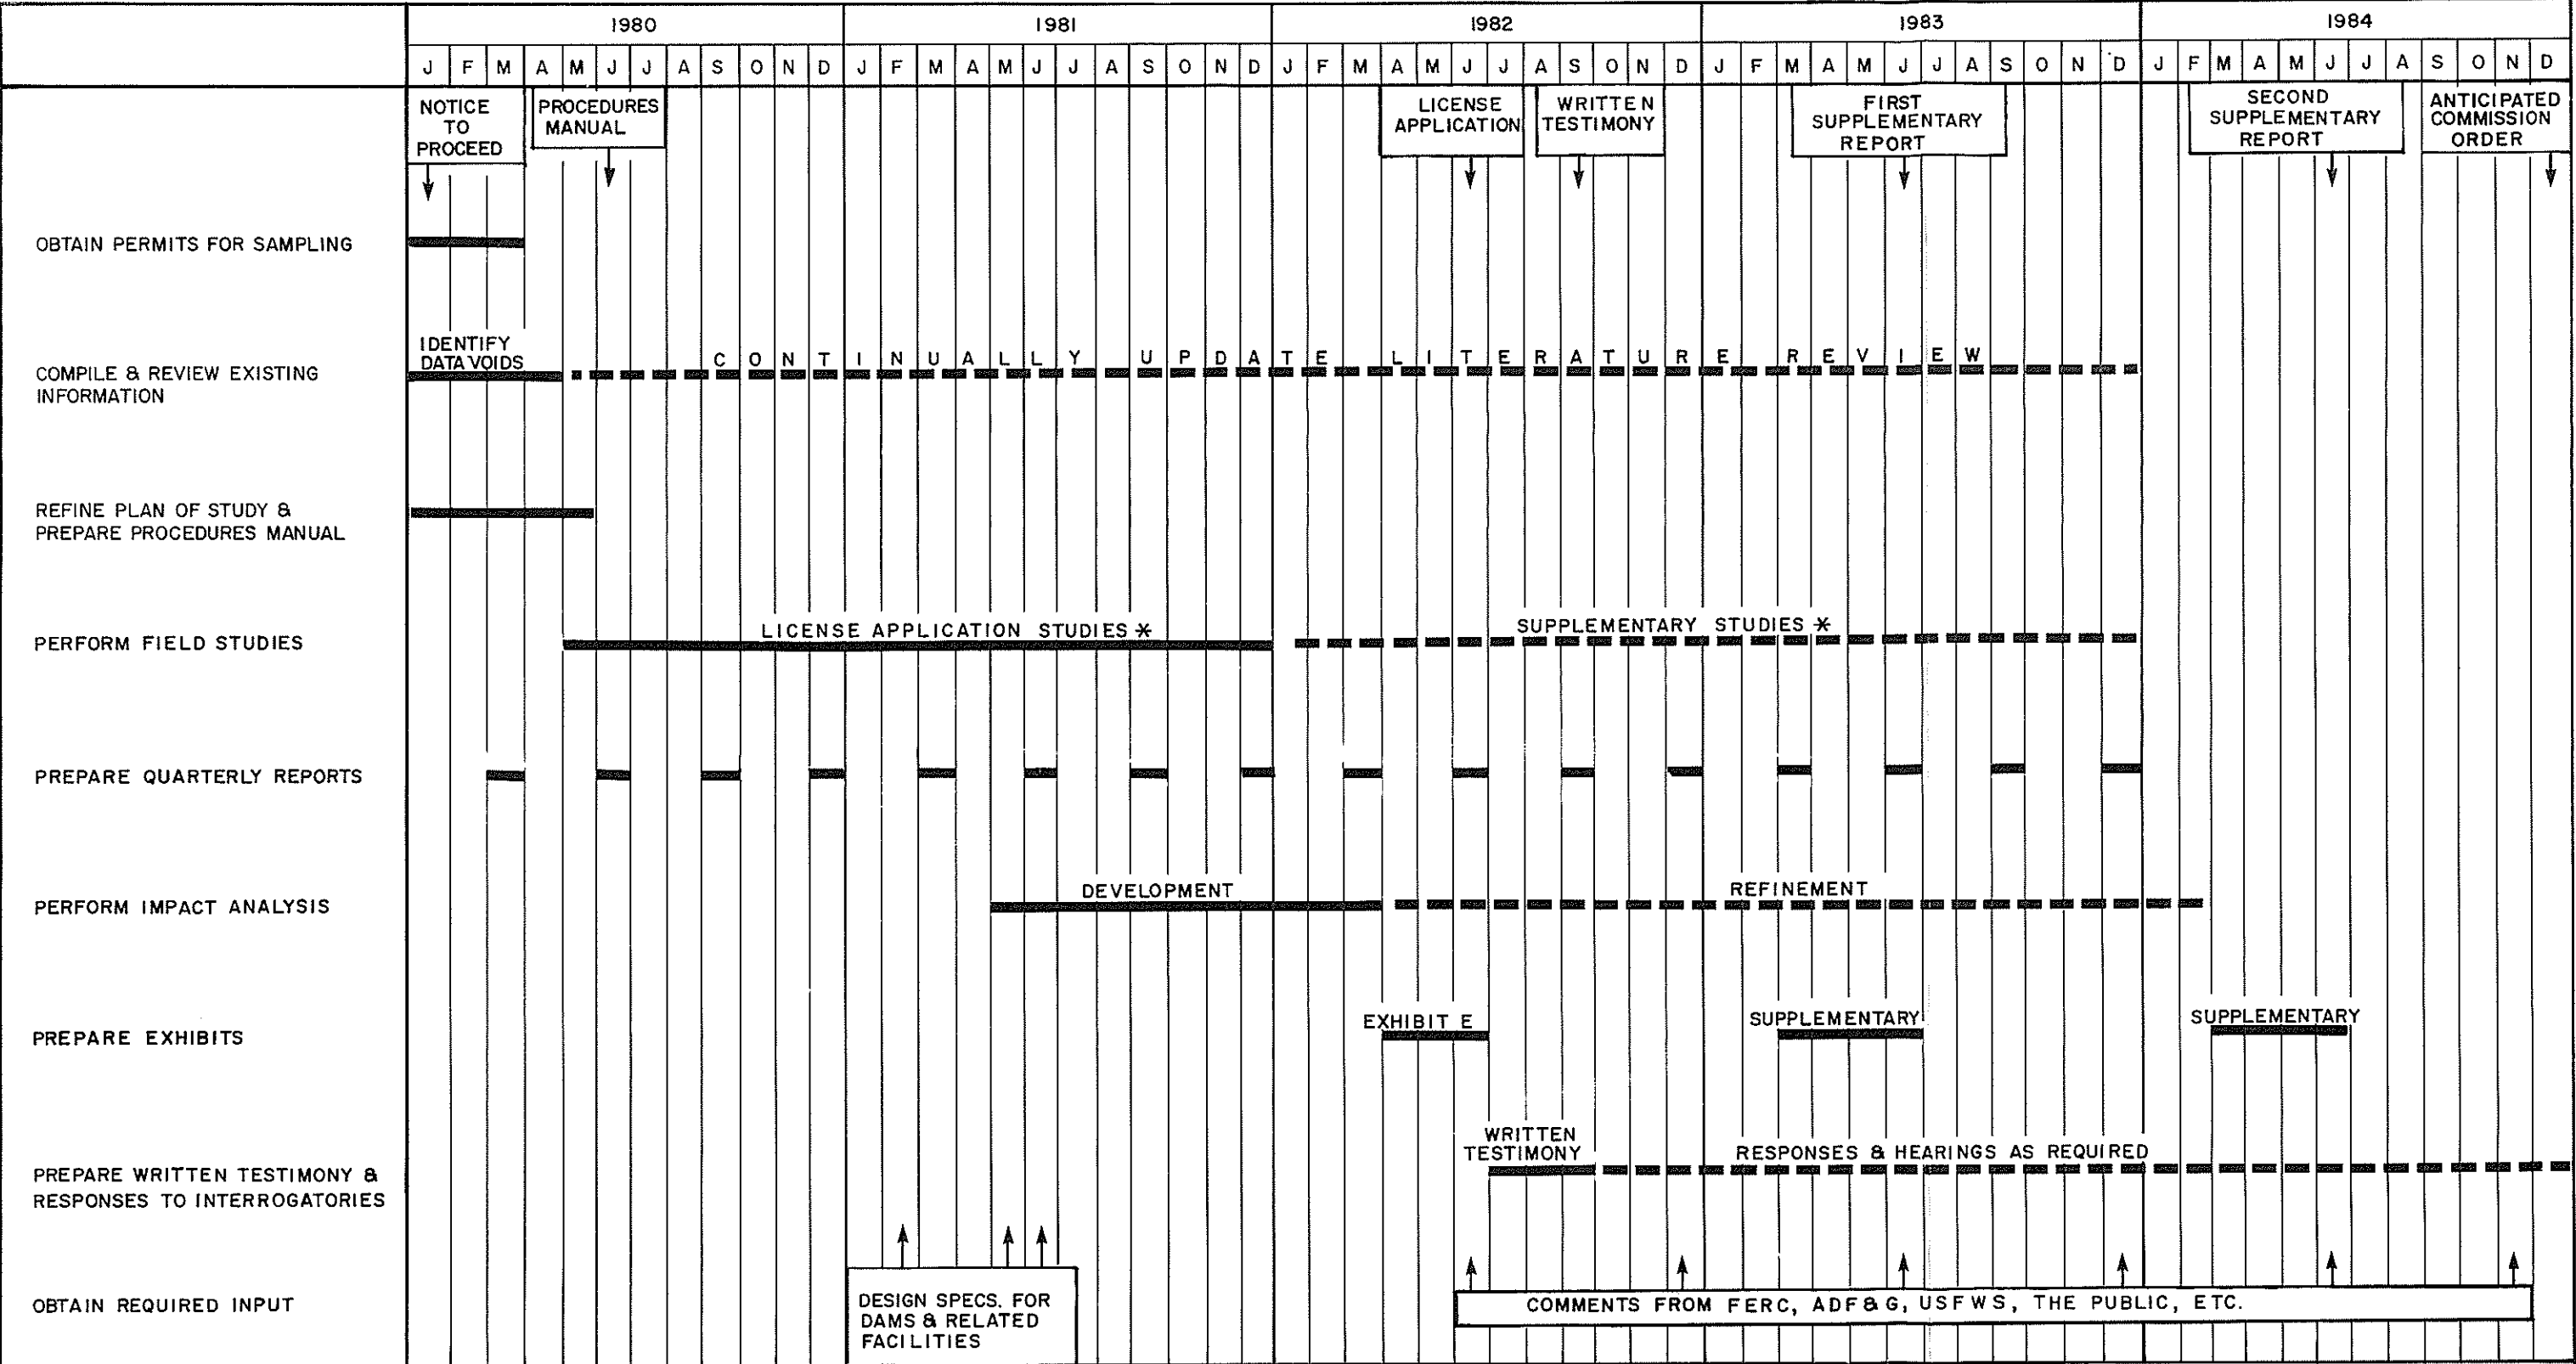 1980 1981 1982 1983 1984
J F M A M J J A S O N D J F M A M J J A S O N D J F M A M J J A S O N D J F M A M J J A S O N D J F M A M J J A S O N D
NOTICE
TO
PROCEED
PROCEDURES
MANUAL
LICENSE
APPLICATION
WRITTEN
TESTIMONY
FIRST
SUPPLEMENTARY
REPORT
SECOND
SUPPLEMENTARY
REPORT
ANTICIPATED
COMMISSION
ORDER
OBTAIN PERMITS FOR SAMPLING
COMPILE & REVIEW EXISTING
INFORMATION
IDENTIFY
DATA VOIDS
CONTINUALLY UPDATE LITERATURE REVIEW
REFINE PLAN OF STUDY &
PREPARE PROCEDURES MANUAL
PERFORM FIELD STUDIES
LICENSE APPLICATION STUDIES *
SUPPLEMENTARY STUDIES *
PREPARE QUARTERLY REPORTS
PERFORM IMPACT ANALYSIS
DEVELOPMENT
REFINEMENT
PREPARE EXHIBITS
EXHIBIT E
SUPPLEMENTARY
SUPPLEMENTARY
PREPARE WRITTEN TESTIMONY &
RESPONSES TO INTERROGATORIES
WRITTEN
TESTIMONY
RESPONSES & HEARINGS AS REQUIRED
OBTAIN REQUIRED INPUT
DESIGN SPECS. FOR
DAMS & RELATED
FACILITIES
COMMENTS FROM FERC, ADF&G, USFWS, THE PUBLIC, ETC.